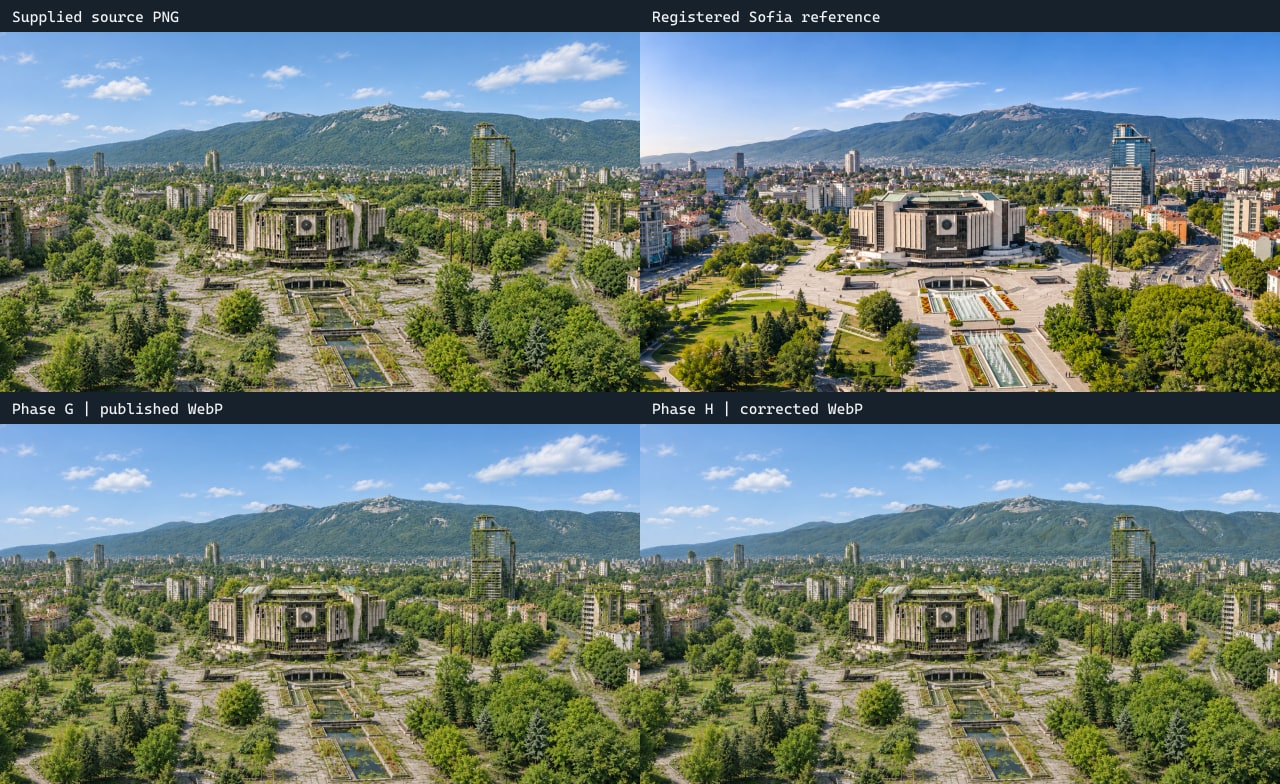 Supplied source PNG
Registered Sofia reference
Phase G | published WebP
Phase H | corrected WebP